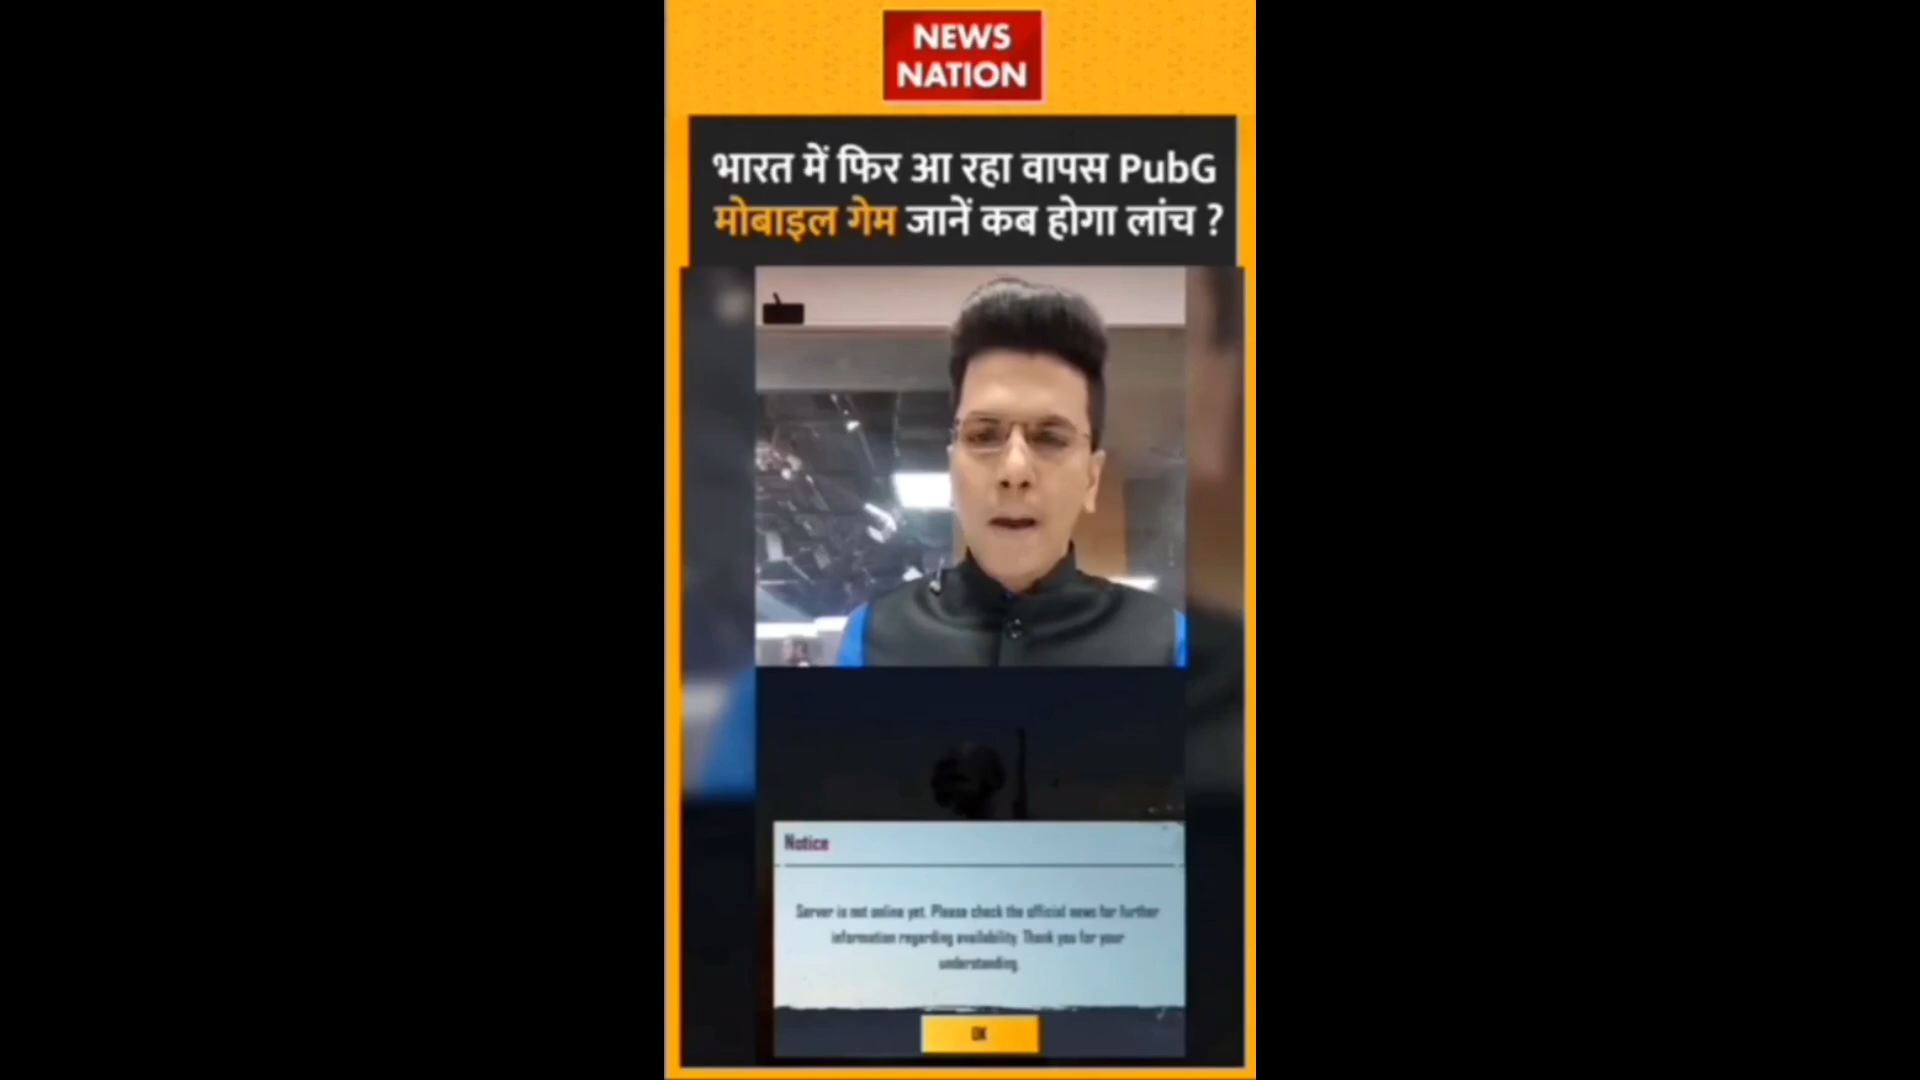 NEWS
NATION
भारत में फिर आ रहा वापस PubG
मोबाइल गेम जानें कब होगा लांच ?
Notice
Server is not online yet. Please check the official news for further
information regarding availability. Thank you for your
understanding.
OK